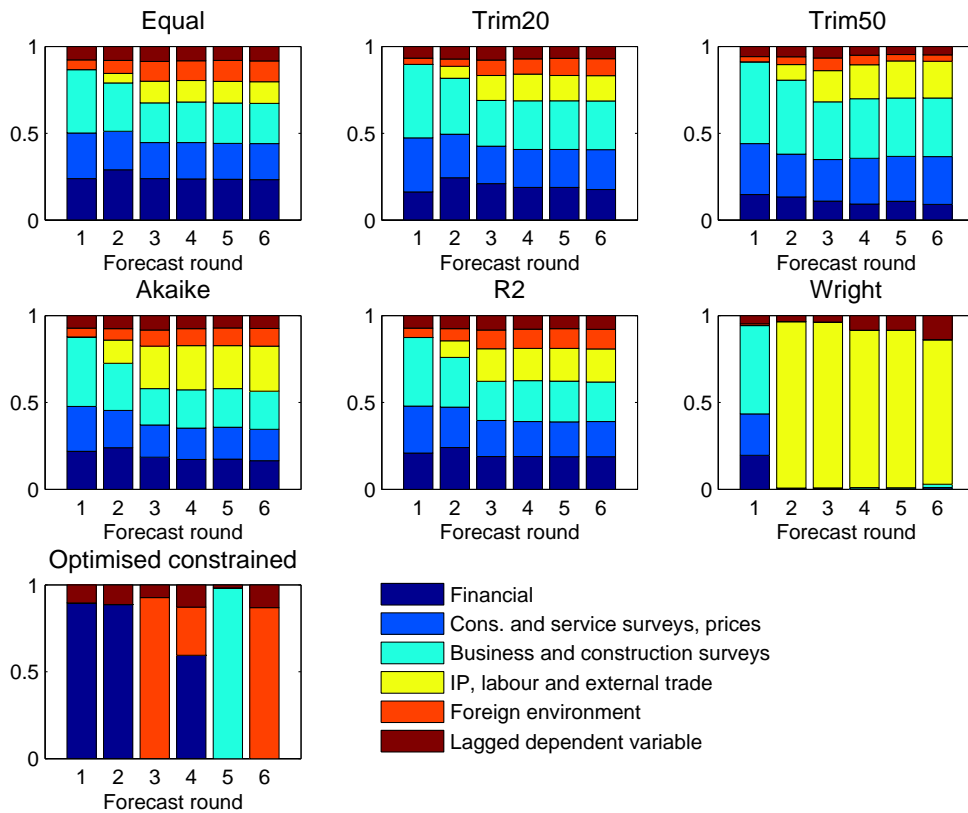 Equal
1
0.5
0
1 2 3 4 5 6
Forecast round
Trim20
1
0.5
0
1 2 3 4 5 6
Forecast round
Trim50
1
0.5
0
1 2 3 4 5 6
Forecast round
Akaike
1
0.5
0
1 2 3 4 5 6
Forecast round
R2
1
0.5
0
1 2 3 4 5 6
Forecast round
Wright
1
0.5
0
1 2 3 4 5 6
Forecast round
Optimised constrained
1
0.5
0
1 2 3 4 5 6
Forecast round
Financial
Cons. and service surveys, prices
Business and construction surveys
IP, labour and external trade
Foreign environment
Lagged dependent variable